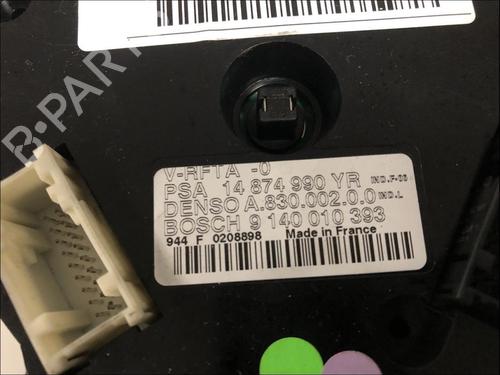 B-PARTS
V-RFTA -0
PSA 14 874 990 YR IND.F-00
DENSO A.830.002.0.0 IND.L
BOSCH 9 140 010 393
944 F 0208898 Made in France